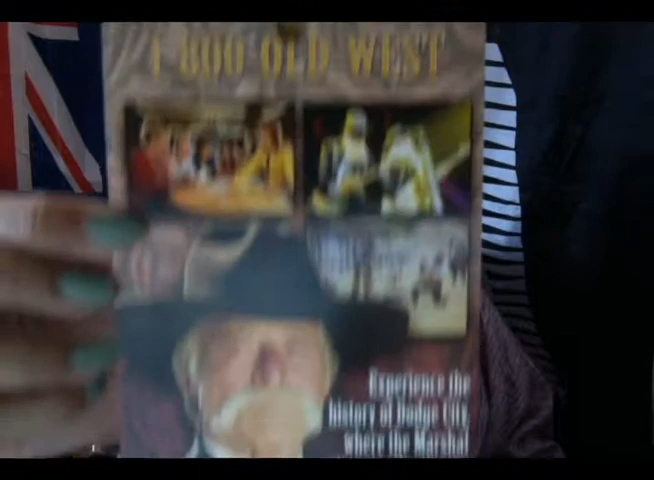 1 800 OLD WEST
Experience the
history of Dodge City
where the Marshal